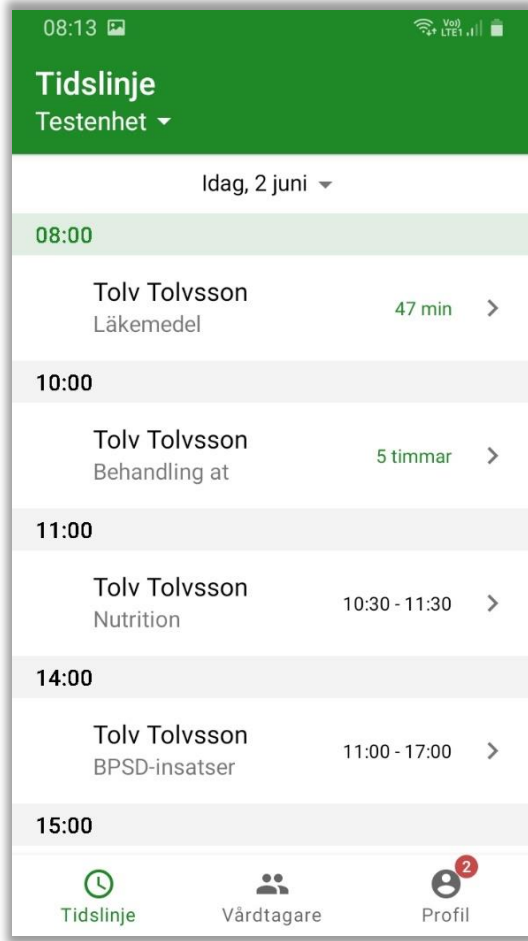 08:13
Vo))
LTE1
Tidslinje
Testenhet
Idag, 2 juni
08:00
Tolv Tolvsson
Läkemedel
47 min
10:00
Tolv Tolvsson
Behandling at
5 timmar
11:00
Tolv Tolvsson
Nutrition
10:30 - 11:30
14:00
Tolv Tolvsson
BPSD-insatser
11:00 - 17:00
15:00
2
Tidslinje
Vårdtagare
Profil